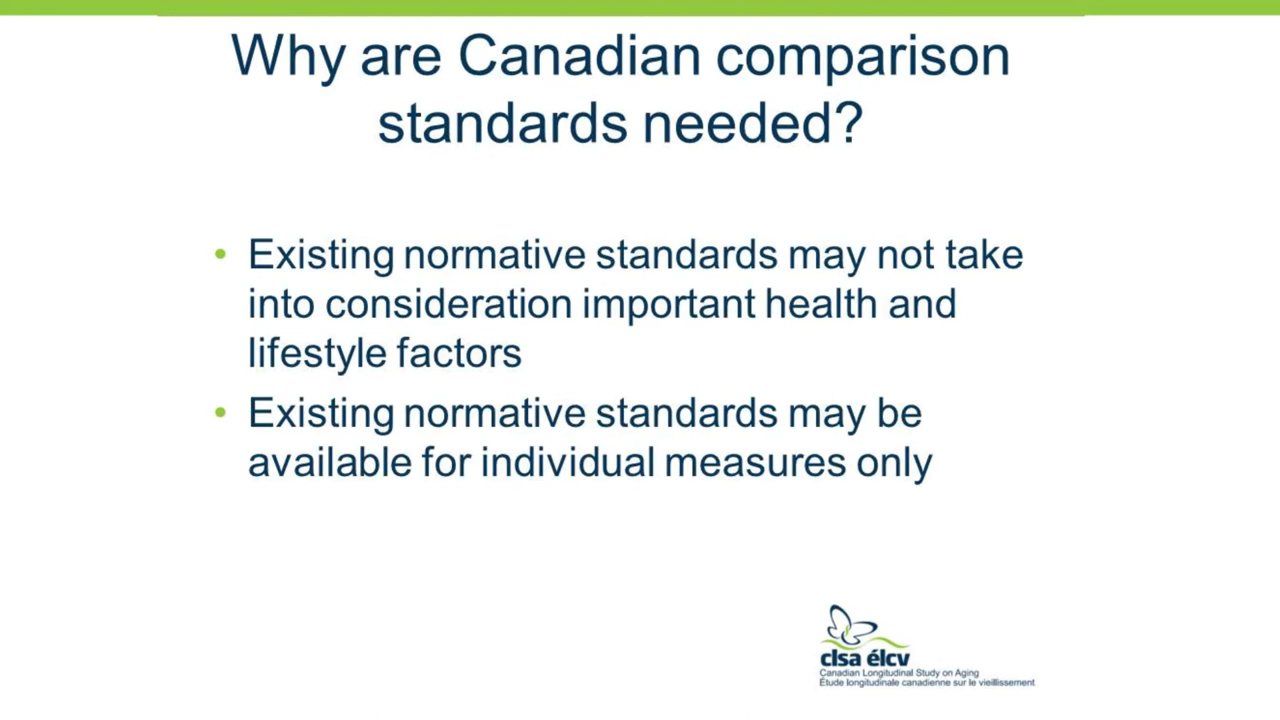 Why are Canadian comparison
standards needed?
• Existing normative standards may not take
into consideration important health and
lifestyle factors
• Existing normative standards may be
available for individual measures only
clsa élcv
Canadian Longitudinal Study on Aging
Étude longitudinale canadienne sur le vieillissement